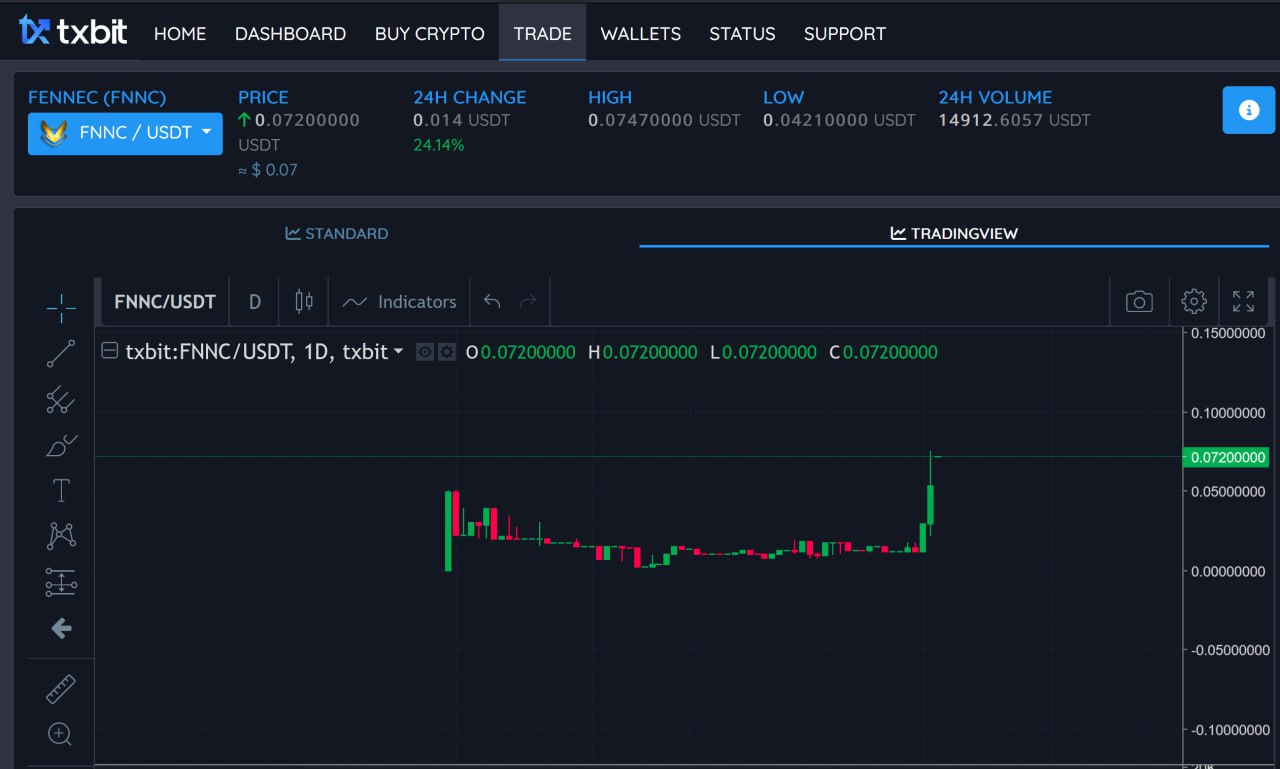 txbit HOME DASHBOARD BUY CRYPTO TRADE WALLETS STATUS SUPPORT
FENNEC (FNNC) PRICE 24H CHANGE HIGH LOW 24H VOLUME
FNNC / USDT 0.07200000 0.014 USDT 0.07470000 USDT 0.04210000 USDT 14912.6057 USDT
USDT 24.14%
≈ $ 0.07
STANDARD TRADINGVIEW
FNNC/USDT D Indicators
txbit:FNNC/USDT, 1D, txbit O0.07200000 H0.07200000 L0.07200000 C0.07200000
0.15000000
0.10000000
0.07200000
0.05000000
0.00000000
-0.05000000
-0.10000000